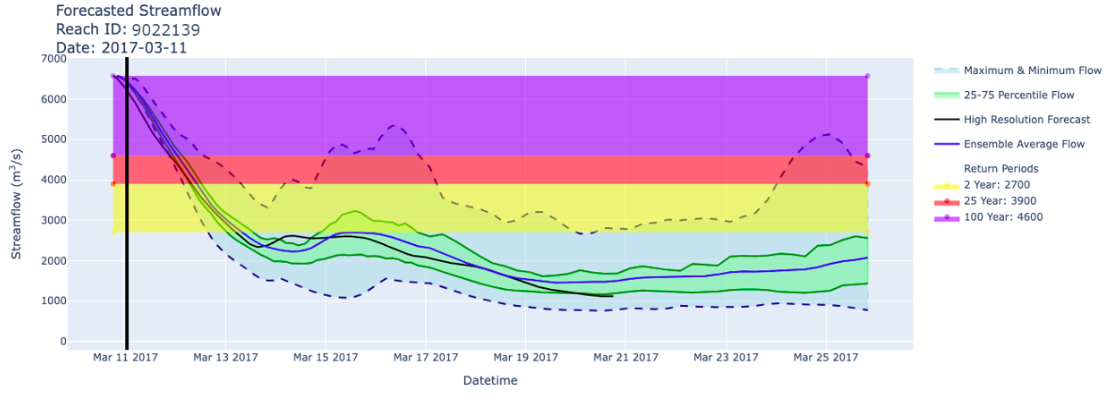 Forecasted Streamflow
Reach ID: 9022139
Date: 2017-03-11
7000
6000
5000
4000
3000
2000
1000
0
Streamflow (m³/s)
Mar 11 2017
Mar 13 2017
Mar 15 2017
Mar 17 2017
Mar 19 2017
Mar 21 2017
Mar 23 2017
Mar 25 2017
Datetime
Maximum & Minimum Flow
25-75 Percentile Flow
High Resolution Forecast
Ensemble Average Flow
Return Periods
2 Year: 2700
25 Year: 3900
100 Year: 4600